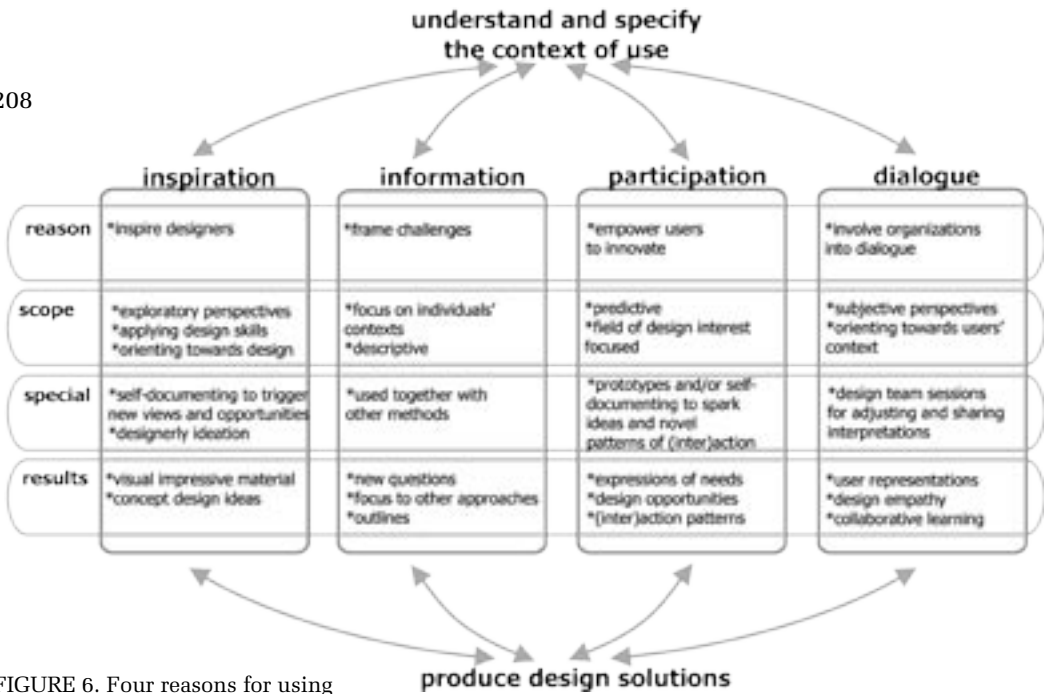 understand and specify
the context of use
208
inspiration
information
participation
dialogue
reason
*inspire designers
*frame challenges
*empower users
to innovate
*involve organizations
into dialogue
scope
*exploratory perspectives
*applying design skills
*orienting towards design
*focus on individuals'
contexts
*descriptive
*predictive
*field of design interest
focused
*subjective perspectives
*orienting towards users'
context
special
*self-documenting to trigger
new views and opportunities
*designerly ideation
*used together with
other methods
*prototypes and/or self-
documenting to spark
ideas and novel
patterns of (inter)action
*design team sessions
for adjusting and sharing
interpretations
results
*visual impressive material
*concept design ideas
*new questions
*focus to other approaches
*outlines
*expressions of needs
*design opportunities
*(inter)action patterns
*user representations
*design empathy
*collaborative learning
produce design solutions
FIGURE 6. Four reasons for using